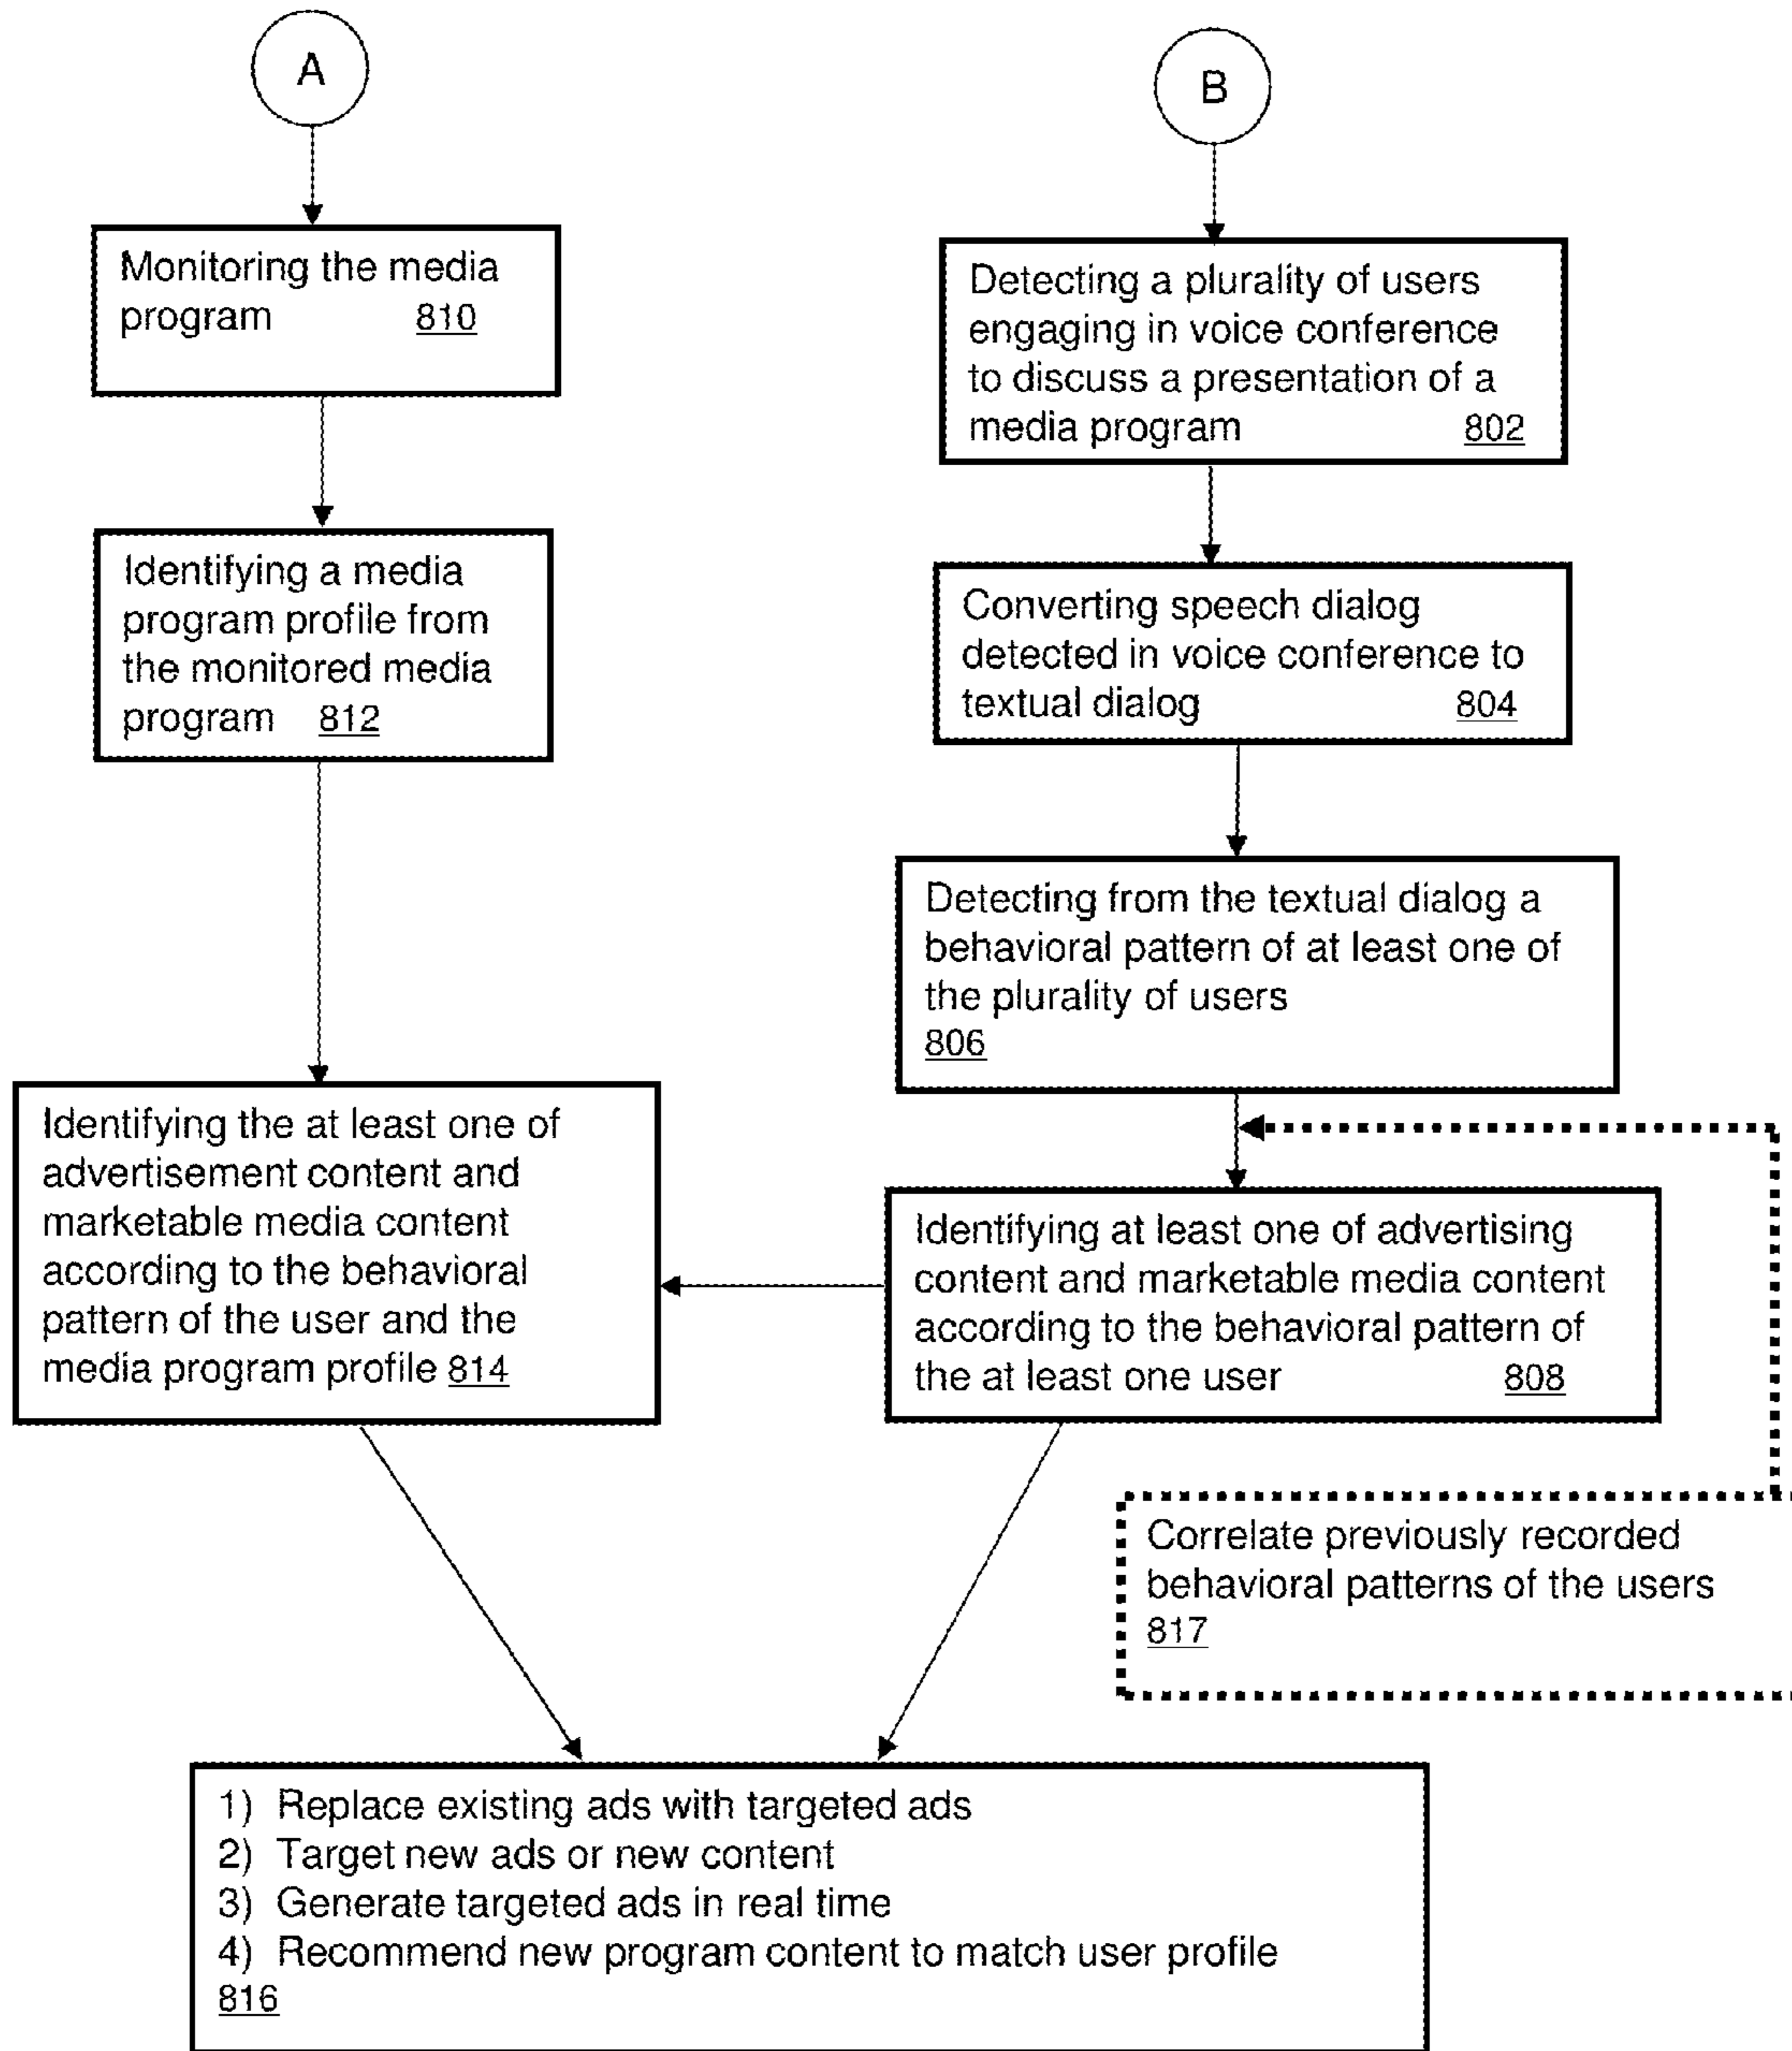 A
Monitoring the media
program 810
Identifying a media
program profile from
the monitored media
program 812
Identifying the at least one of
advertisement content and
marketable media content
according to the behavioral
pattern of the user and the
media program profile 814
B
Detecting a plurality of users
engaging in voice conference
to discuss a presentation of a
media program 802
Converting speech dialog
detected in voice conference to
textual dialog 804
Detecting from the textual dialog a
behavioral pattern of at least one of
the plurality of users
806
Identifying at least one of advertising
content and marketable media content
according to the behavioral pattern of
the at least one user 808
Correlate previously recorded
behavioral patterns of the users
817
1) Replace existing ads with targeted ads
2) Target new ads or new content
3) Generate targeted ads in real time
4) Recommend new program content to match user profile
816